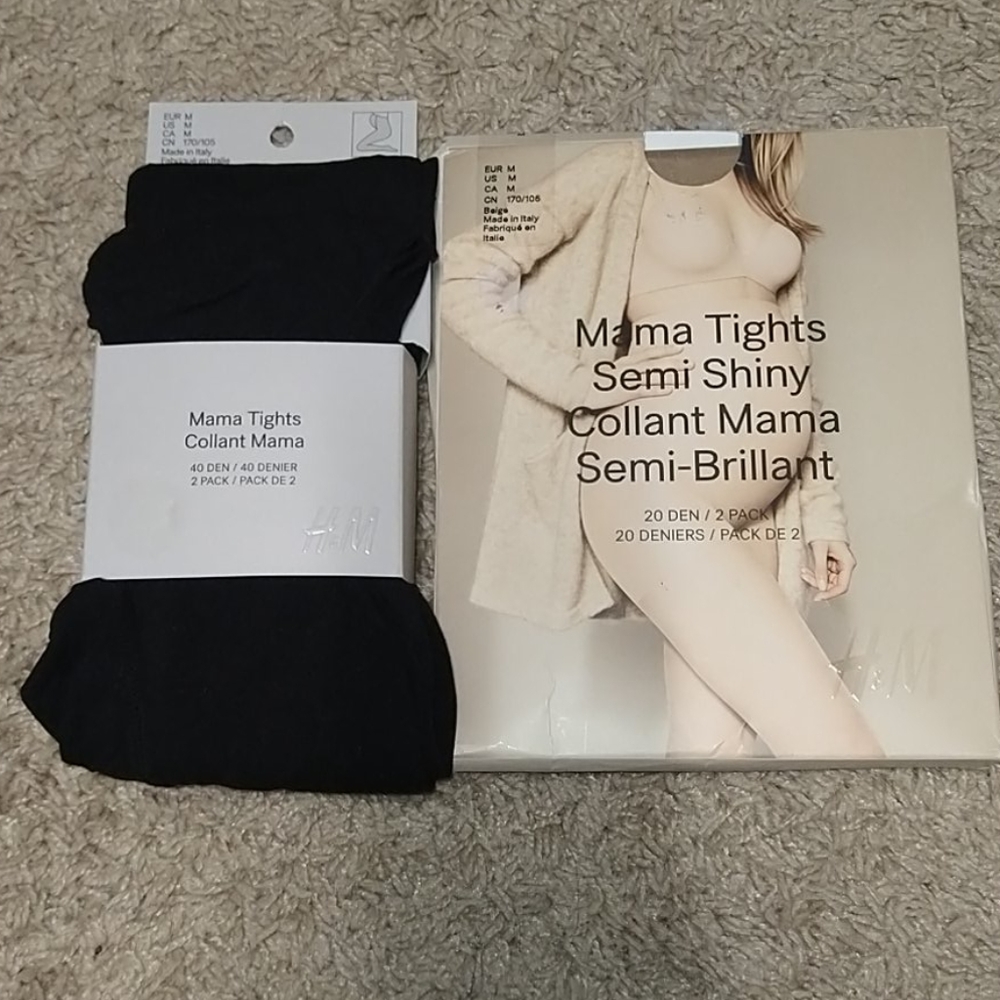 EUR M
US M
CA M
CN 170/105
Made in Italy
Fabriqué en Italie
Mama Tights
Collant Mama
40 DEN / 40 DENIER
2 PACK / PACK DE 2
H&M
EUR M
US M
CA M
CN 170/105
Beige
Made in Italy
Fabriqué en
Italie
Mama Tights
Semi Shiny
Collant Mama
Semi-Brillant
20 DEN / 2 PACK
20 DENIERS / PACK DE 2
H&M